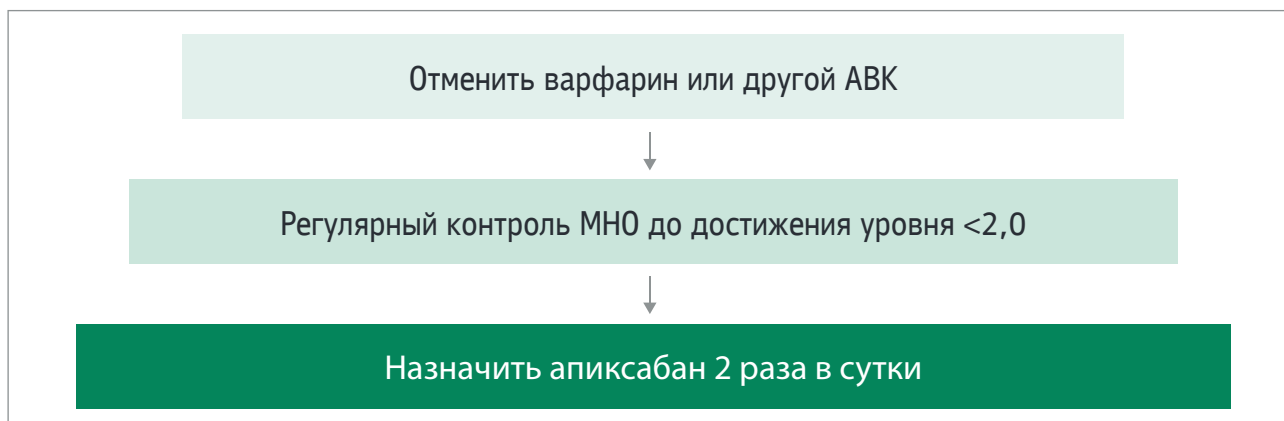 Отменить варфарин или другой АВК
Регулярный контроль МНО до достижения уровня <2,0
Назначить апиксабан 2 раза в сутки